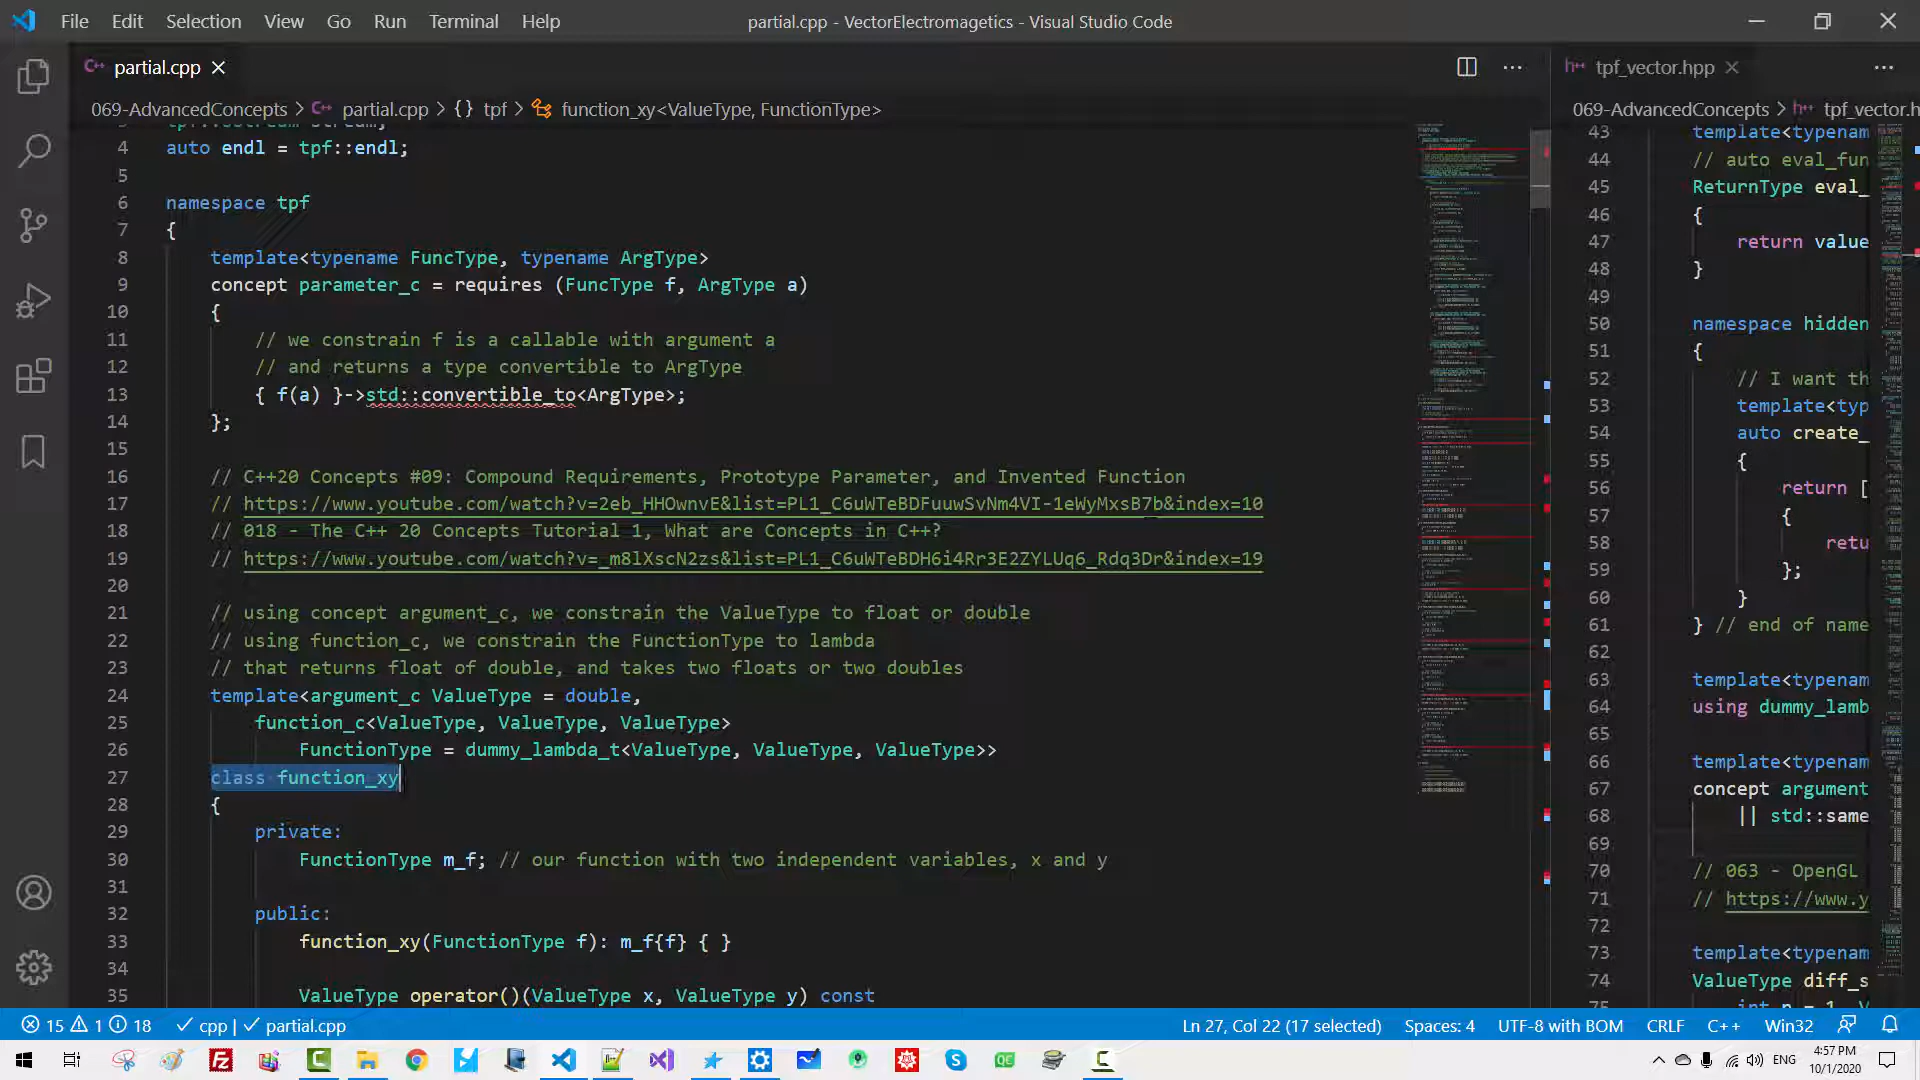 File Edit Selection View Go Run Terminal Help
partial.cpp - VectorElectromagetics - Visual Studio Code
partial.cpp
069-AdvancedConcepts > partial.cpp > {} tpf > function_xy<ValueType, FunctionType>
4 auto endl = tpf::endl;
5
6 namespace tpf
7 {
8 template<typename FuncType, typename ArgType>
9 concept parameter_c = requires (FuncType f, ArgType a)
10 {
11 // we constrain f is a callable with argument a
12 // and returns a type convertible to ArgType
13 { f(a) }->std::convertible_to<ArgType>;
14 };
15
16 // C++20 Concepts #09: Compound Requirements, Prototype Parameter, and Invented Function
17 // https://www.youtube.com/watch?v=2eb_HHOwnvE&list=PL1_C6uWTeBDFuuwSvNm4VI-1eWyMxsB7b&index=10
18 // 018 - The C++ 20 Concepts Tutorial 1, What are Concepts in C++?
19 // https://www.youtube.com/watch?v=_m8lXscN2zs&list=PL1_C6uWTeBDH6i4Rr3E2ZYLUq6_Rdq3Dr&index=19
20
21 // using concept argument_c, we constrain the ValueType to float or double
22 // using function_c, we constrain the FunctionType to lambda
23 // that returns float of double, and takes two floats or two doubles
24 template<argument_c ValueType = double,
25 function_c<ValueType, ValueType, ValueType>
26 FunctionType = dummy_lambda_t<ValueType, ValueType, ValueType>>
27 class function_xy
28 {
29 private:
30 FunctionType m_f; // our function with two independent variables, x and y
31
32 public:
33 function_xy(FunctionType f): m_f{f} { }
34
35 ValueType operator()(ValueType x, ValueType y) const
tpf_vector.hpp
069-AdvancedConcepts > tpf_vector.h
43 template<typenam
44 // auto eval_fun
45 ReturnType eval_
46 {
47 return value
48 }
49
50 namespace hidden
51 {
52 // I want th
53 template<typ
54 auto create_
55 {
56 return [
57 {
58 retu
59 };
60 }
61 } // end of name
62
63 template<typenam
64 using dummy_lamb
65
66 template<typenam
67 concept argument
68 || std::same
69
70 // 063 - OpenGL
71 // https://www.y
72
73 template<typenam
74 ValueType diff_s
75 int n = 1, V
15 1 18 cpp | partial.cpp
Ln 27, Col 22 (17 selected) Spaces: 4 UTF-8 with BOM CRLF C++ Win32
ENG 4:57 PM
10/1/2020